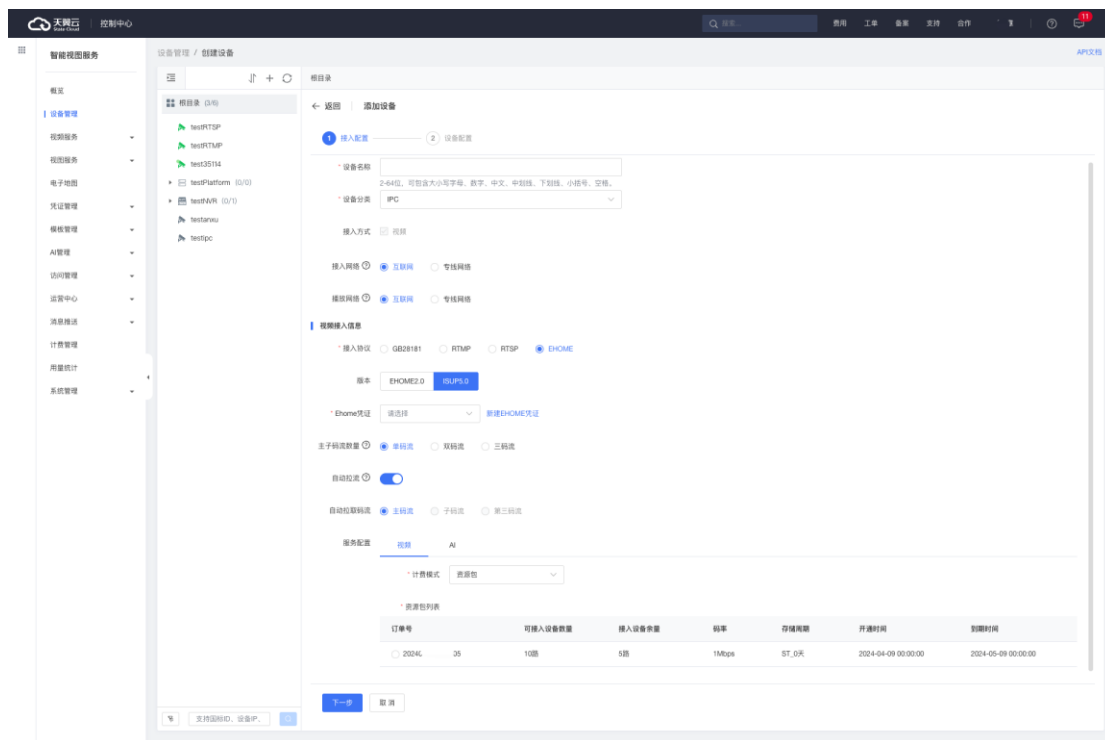 天翼云 State Cloud 控制中心 搜索... 费用 工单 备案 支持 合作 11
智能视图服务
概览
设备管理
视频服务
视图服务
电子地图
凭证管理
模板管理
AI管理
访问管理
运营中心
消息推送
计费管理
用量统计
系统管理
设备管理 / 创建设备 API文档
根目录 (3/6)
testRTSP
testRTMP
test35114
testPlatform (0/0)
testNVR (0/1)
testanxu
testipc
支持国标ID、设备IP、
根目录
← 返回 添加设备
1 接入配置 2 设备配置
* 设备名称
2-64位，可包含大小写字母、数字、中文、中划线、下划线、小括号、空格。
* 设备分类 IPC
接入方式 视频
接入网络 互联网 专线网络
播放网络 互联网 专线网络
视频接入信息
* 接入协议 GB28181 RTMP RTSP EHOME
版本 EHOME2.0 ISUP5.0
* Ehome凭证 请选择 新建EHOME凭证
主子码流数量 单码流 双码流 三码流
自动拉流
自动拉取码流 主码流 子码流 第三码流
服务配置 视频 AI
* 计费模式 资源包
* 资源包列表
订单号 可接入设备数量 接入设备余量 码率 存储周期 开通时间 到期时间
2024 35 10路 5路 1Mbps ST_0天 2024-04-09 00:00:00 2024-05-09 00:00:00
下一步 取消